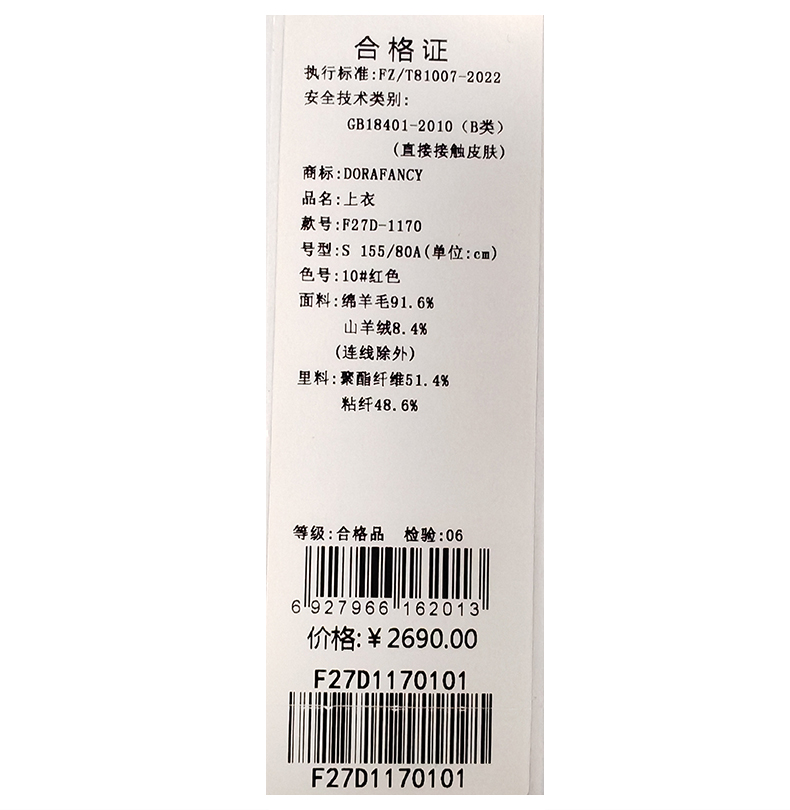 合格证
执行标准:FZ/T81007-2022
安全技术类别:
GB18401-2010（B类）
(直接接触皮肤)
商标:DORAFANCY
品名:上衣
款号:F27D-1170
号型:S 155/80A(单位:cm)
色号:10#红色
面料:绵羊毛91.6%
山羊绒8.4%
(连线除外)
里料:聚酯纤维51.4%
粘纤48.6%
等级:合格品 检验:06
6 927966 162013
价格:￥2690.00
F27D1170101
F27D1170101